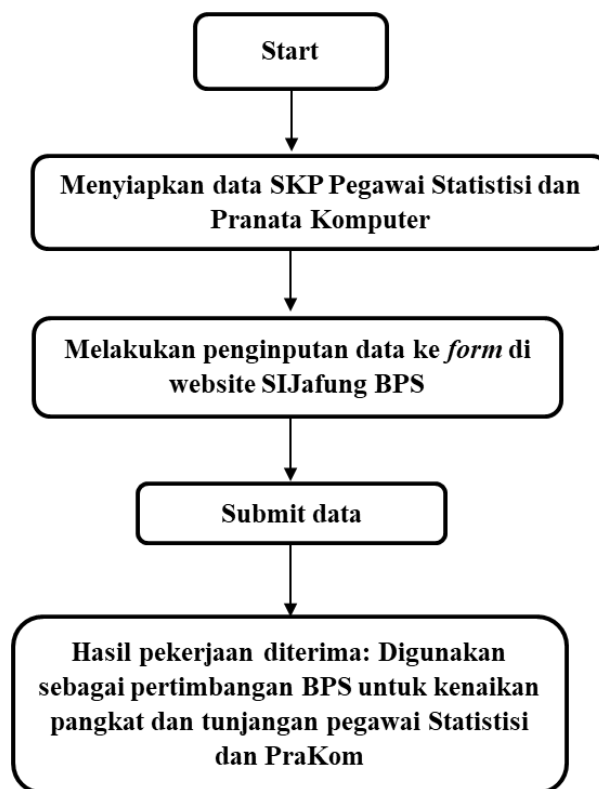 Start
Menyiapkan data SKP Pegawai Statistisi dan
Pranata Komputer
Melakukan penginputan data ke form di
website SIJafung BPS
Submit data
Hasil pekerjaan diterima: Digunakan
sebagai pertimbangan BPS untuk kenaikan
pangkat dan tunjangan pegawai Statistisi
dan PraKom